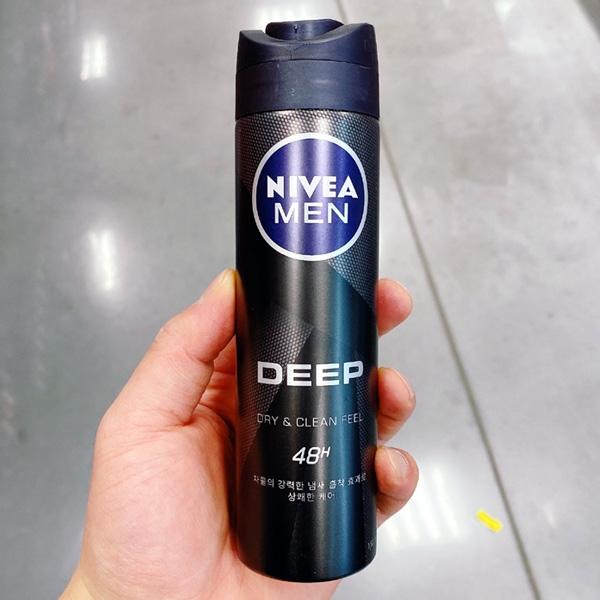 NIVEA
MEN
DEEP
DRY & CLEAN FEEL
48H
차콜의 강력한 냄새 흡착 효과로
상쾌한 케어